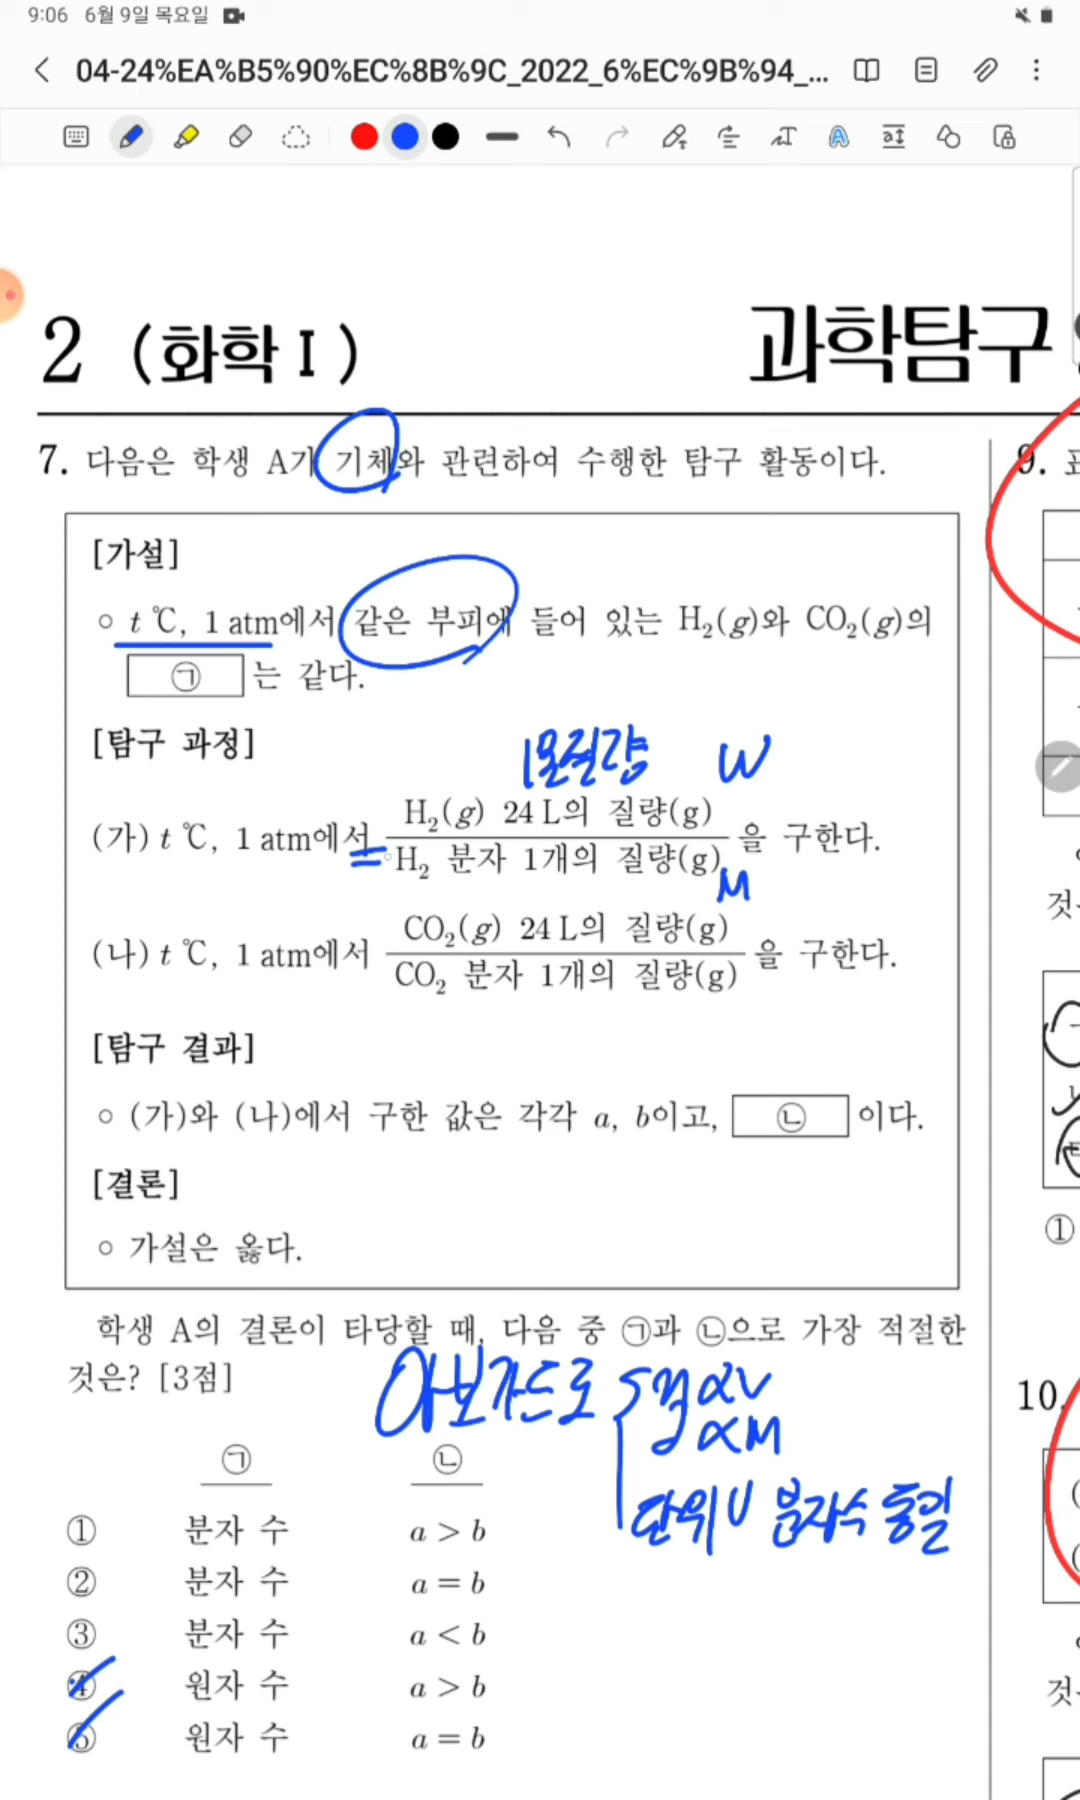 9:06 6월 9일 목요일
04-24%EA%B5%90%EC%8B%9C_2022_6%EC%9B%94_...
2 (화학 I) 과학탐구
7. 다음은 학생 A가 기체와 관련하여 수행한 탐구 활동이다.
[가설]
○ t ℃, 1 atm에서 같은 부피에 들어 있는 H₂(g)와 CO₂(g)의
㉠ 는 같다.
[탐구 과정]
1몰질량 W
(가) t ℃, 1 atm에서 H₂(g) 24 L의 질량(g) / H₂ 분자 1개의 질량(g) 을 구한다.
M
(나) t ℃, 1 atm에서 CO₂(g) 24 L의 질량(g) / CO₂ 분자 1개의 질량(g) 을 구한다.
[탐구 결과]
○ (가)와 (나)에서 구한 값은 각각 a, b이고, ㉡ 이다.
[결론]
○ 가설은 옳다.
학생 A의 결론이 타당할 때, 다음 중 ㉠과 ㉡으로 가장 적절한
것은? [3점]
아보가드로
∝V
∝M
단위V 분자수 동일
㉠ ㉡
① 분자 수 a > b
② 분자 수 a = b
③ 분자 수 a < b
④ 원자 수 a > b
⑤ 원자 수 a = b
9. 표
것
①
10.
것